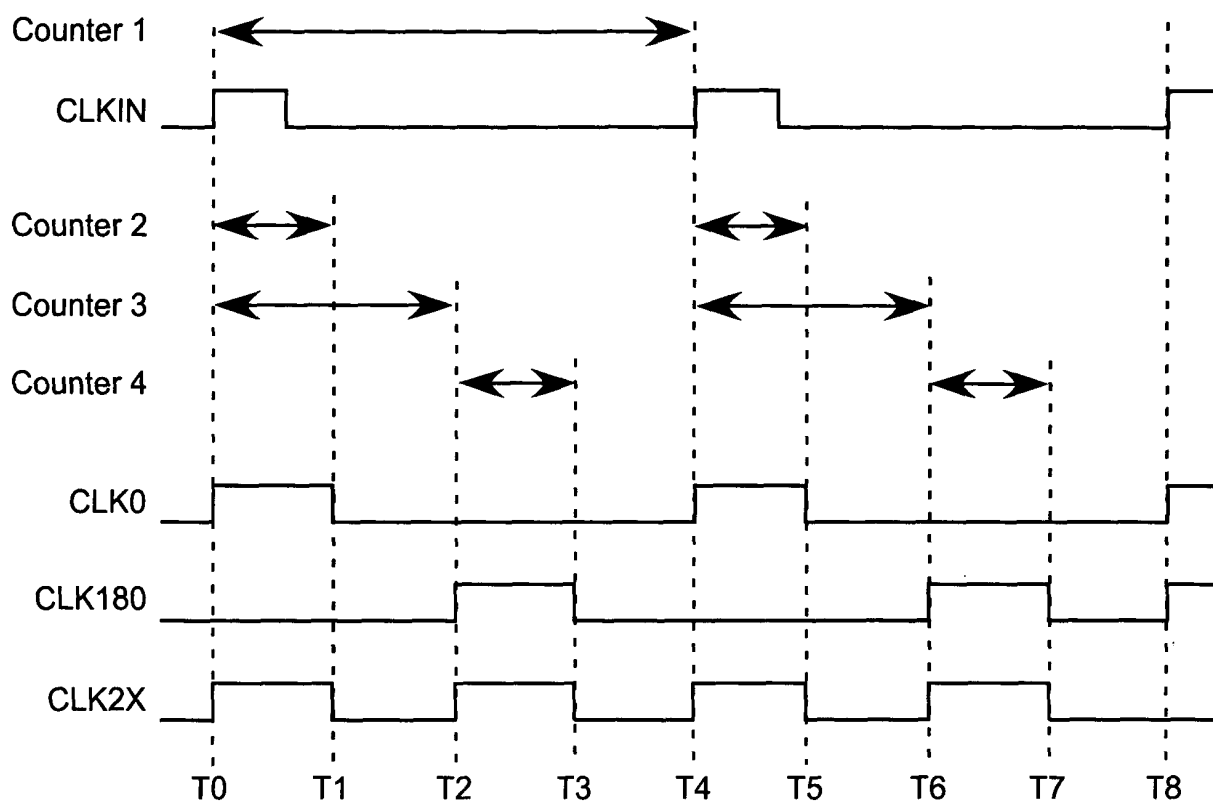 Counter 1
CLKIN
Counter 2
Counter 3
Counter 4
CLK0
CLK180
CLK2X
T0 T1 T2 T3 T4 T5 T6 T7 T8